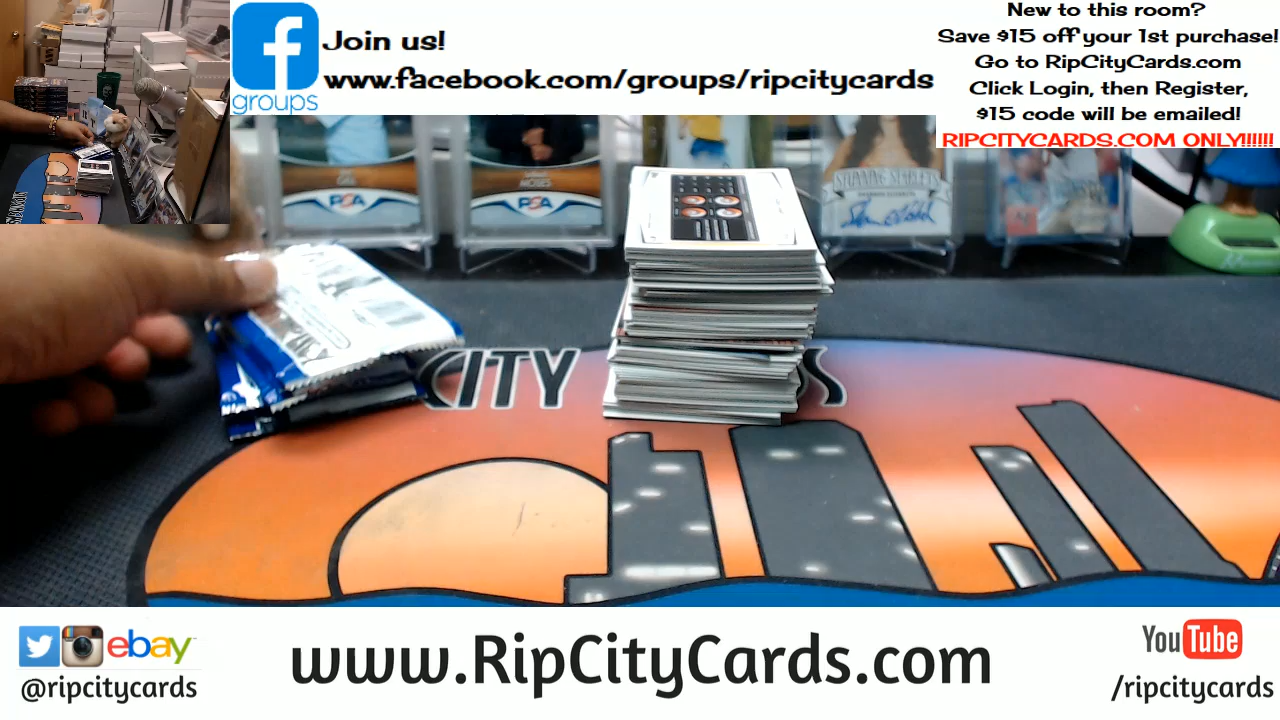 groups
Join us!
www.facebook.com/groups/ripcitycards
New to this room?
Save $15 off your 1st purchase!
Go to RipCityCards.com
Click Login, then Register,
$15 code will be emailed!
RIPCITYCARDS.COM ONLY!!!!!!
PSA
PSA
CITY
S
ebay
@ripcitycards
www.RipCityCards.com
YouTube
/ripcitycards